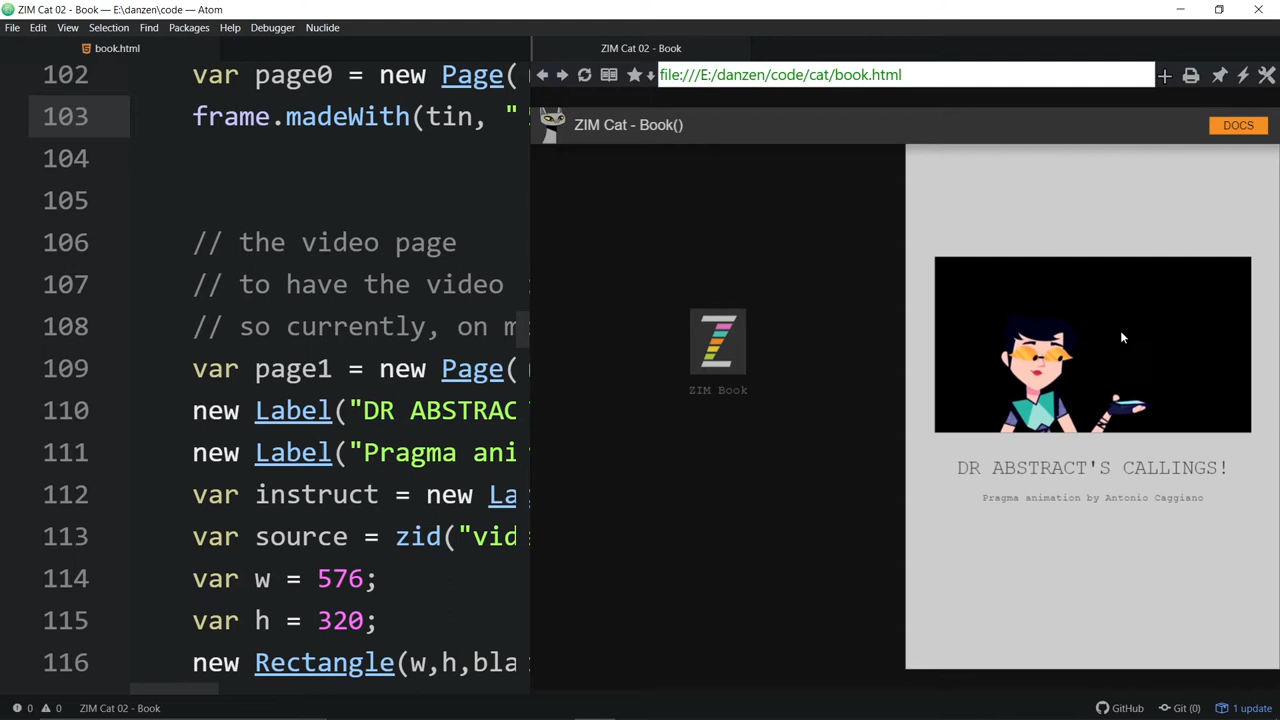 ZIM Cat 02 - Book — E:\danzen\code — Atom
File Edit View Selection Find Packages Help Debugger Nuclide
book.html
ZIM Cat 02 - Book
file:///E:/danzen/code/cat/book.html
102 var page0 = new Page(
103 frame.madeWith(tin, "
104
105
106 // the video page
107 // to have the video
108 // so currently, on m
109 var page1 = new Page(
110 new Label("DR ABSTRAC
111 new Label("Pragma ani
112 var instruct = new La
113 var source = zid("vid
114 var w = 576;
115 var h = 320;
116 new Rectangle(w,h,bla
ZIM Cat - Book()
DOCS
ZIM Book
DR ABSTRACT'S CALLINGS!
Pragma animation by Antonio Caggiano
0 0 ZIM Cat 02 - Book
GitHub Git (0) 1 update